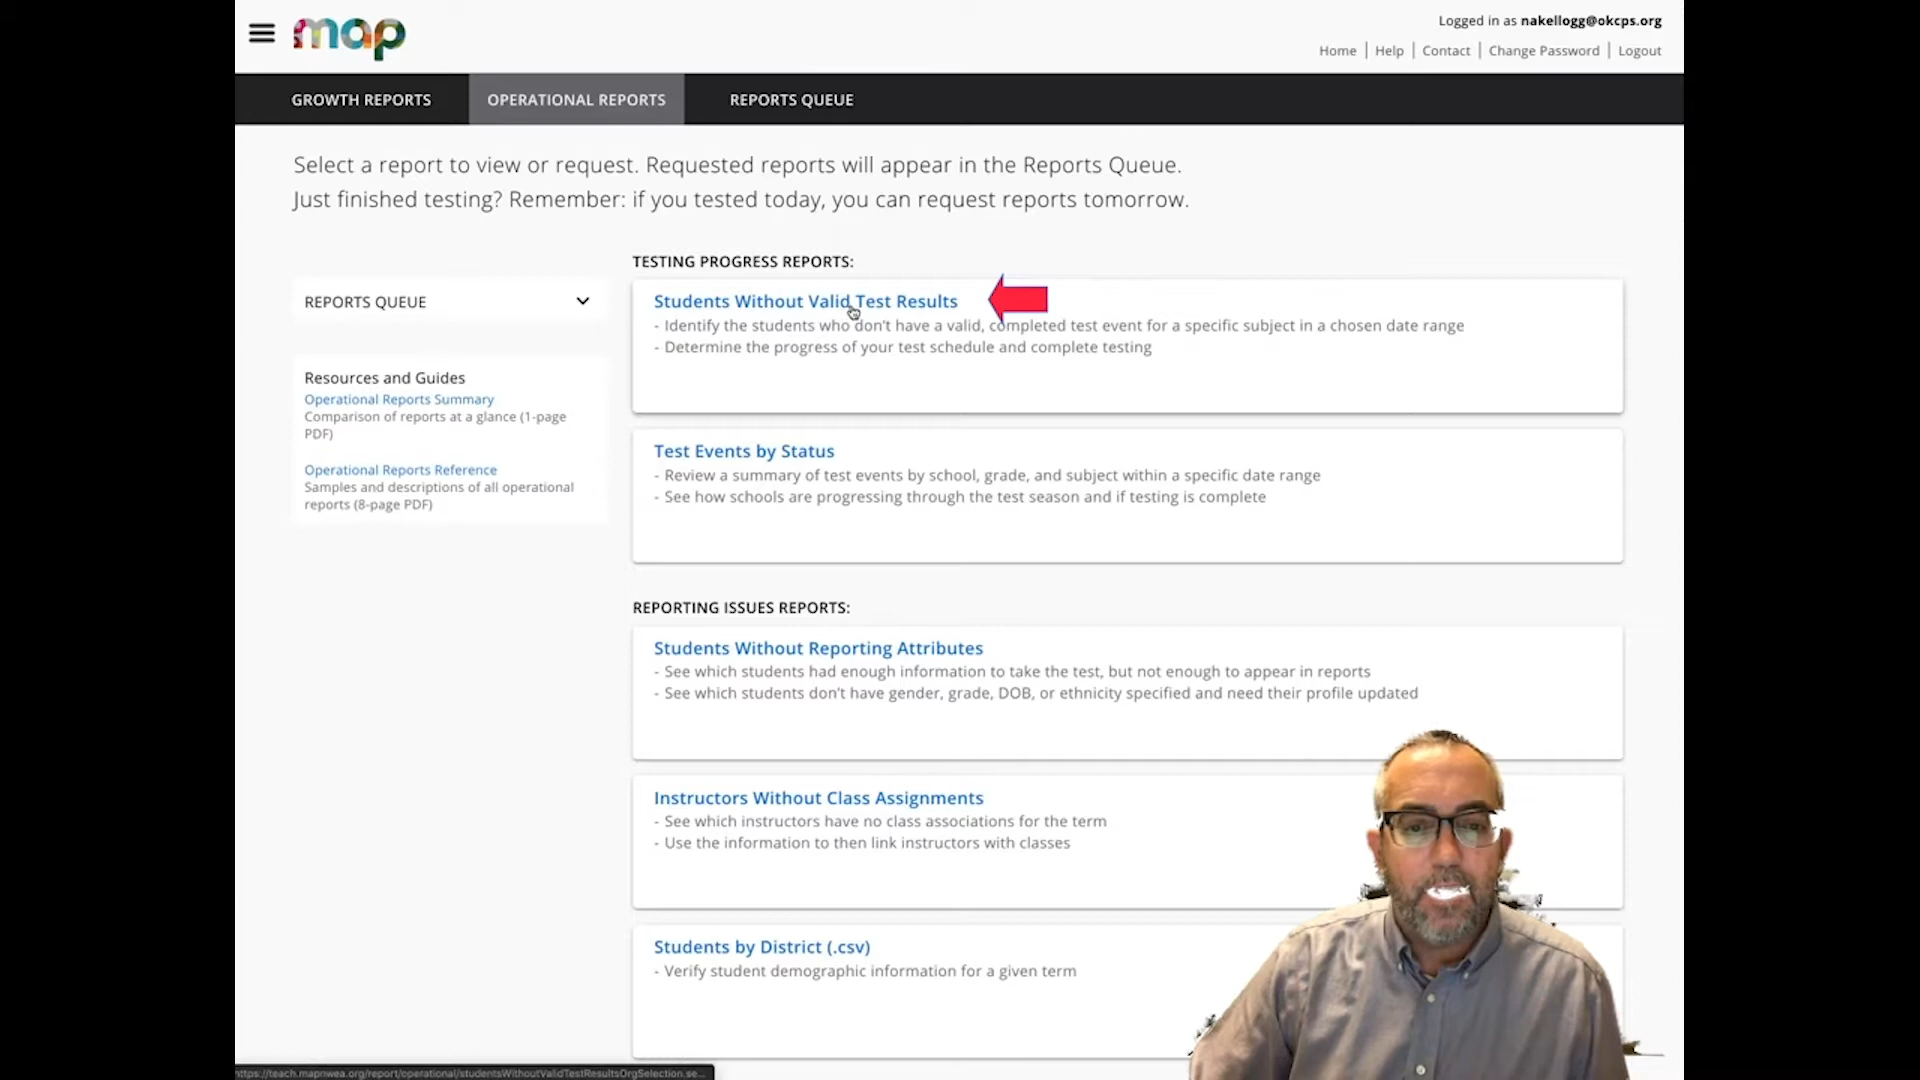 map
Logged in as nakellogg@okcps.org
Home | Help | Contact | Change Password | Logout
GROWTH REPORTS
OPERATIONAL REPORTS
REPORTS QUEUE
Select a report to view or request. Requested reports will appear in the Reports Queue.
Just finished testing? Remember: if you tested today, you can request reports tomorrow.
REPORTS QUEUE
Resources and Guides
Operational Reports Summary
Comparison of reports at a glance (1-page
PDF)
Operational Reports Reference
Samples and descriptions of all operational
reports (8-page PDF)
TESTING PROGRESS REPORTS:
Students Without Valid Test Results
- Identify the students who don't have a valid, completed test event for a specific subject in a chosen date range
- Determine the progress of your test schedule and complete testing
Test Events by Status
- Review a summary of test events by school, grade, and subject within a specific date range
- See how schools are progressing through the test season and if testing is complete
REPORTING ISSUES REPORTS:
Students Without Reporting Attributes
- See which students had enough information to take the test, but not enough to appear in reports
- See which students don't have gender, grade, DOB, or ethnicity specified and need their profile updated
Instructors Without Class Assignments
- See which instructors have no class associations for the term
- Use the information to then link instructors with classes
Students by District (.csv)
- Verify student demographic information for a given term
https://teach.mapnwea.org/report/operational/studentsWithoutValidTestResultsOrgSelection.se...